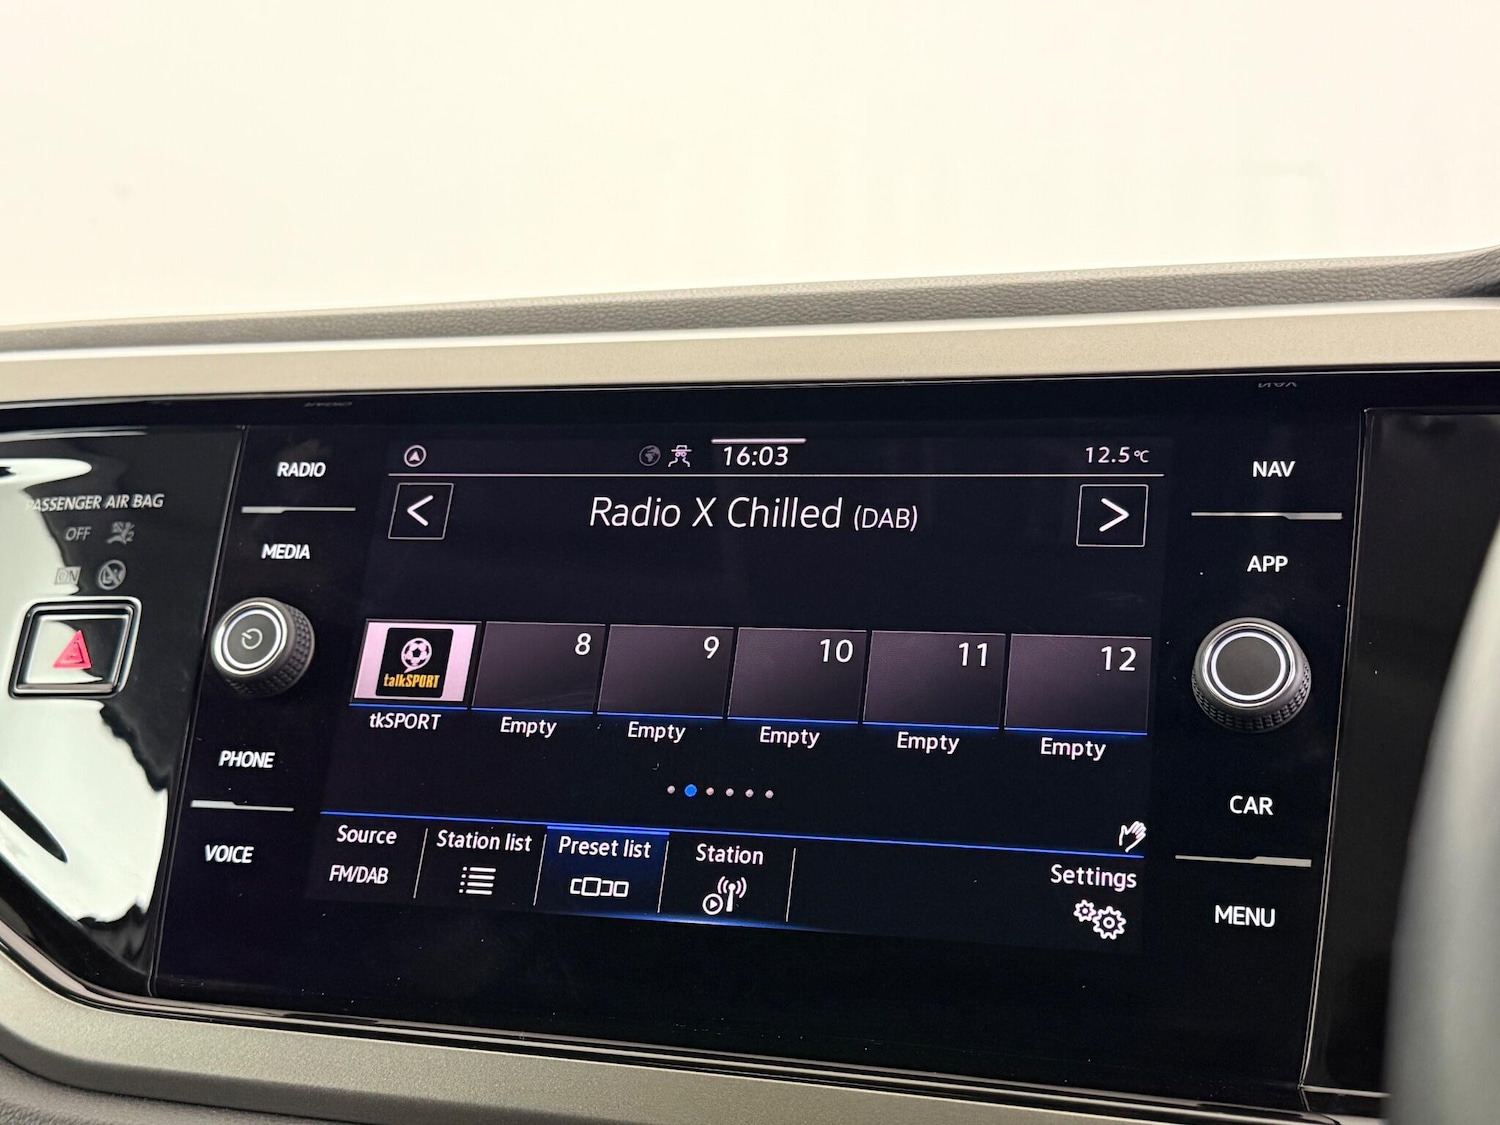 RADIO
MEDIA
PHONE
VOICE
PASSENGER AIR BAG
OFF
ON
16:03
12.5°C
<
Radio X Chilled (DAB)
>
talkSPORT
8
9
10
11
12
tkSPORT
Empty
Empty
Empty
Empty
Empty
Source
FM/DAB
Station list
Preset list
Station
Settings
NAV
APP
CAR
MENU